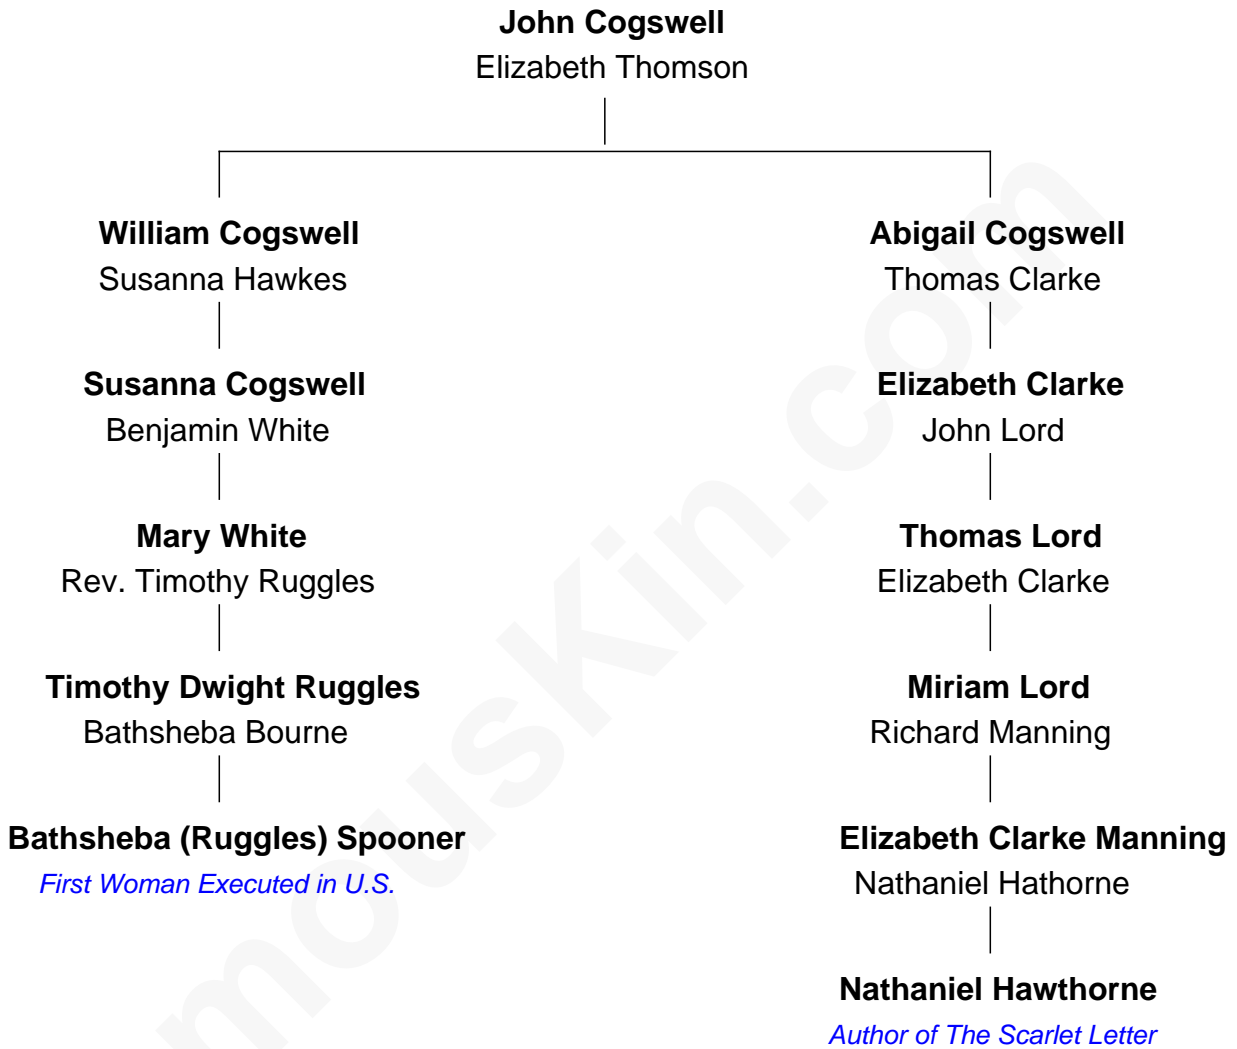 John Cogswell
Elizabeth Thomson
William Cogswell
Susanna Hawkes
Abigail Cogswell
Thomas Clarke
Susanna Cogswell
Benjamin White
Elizabeth Clarke
John Lord
Mary White
Rev. Timothy Ruggles
Thomas Lord
Elizabeth Clarke
Timothy Dwight Ruggles
Bathsheba Bourne
Miriam Lord
Richard Manning
Bathsheba (Ruggles) Spooner
First Woman Executed in U.S.
Elizabeth Clarke Manning
Nathaniel Hathorne
Nathaniel Hawthorne
Author of The Scarlet Letter
mousKin.com